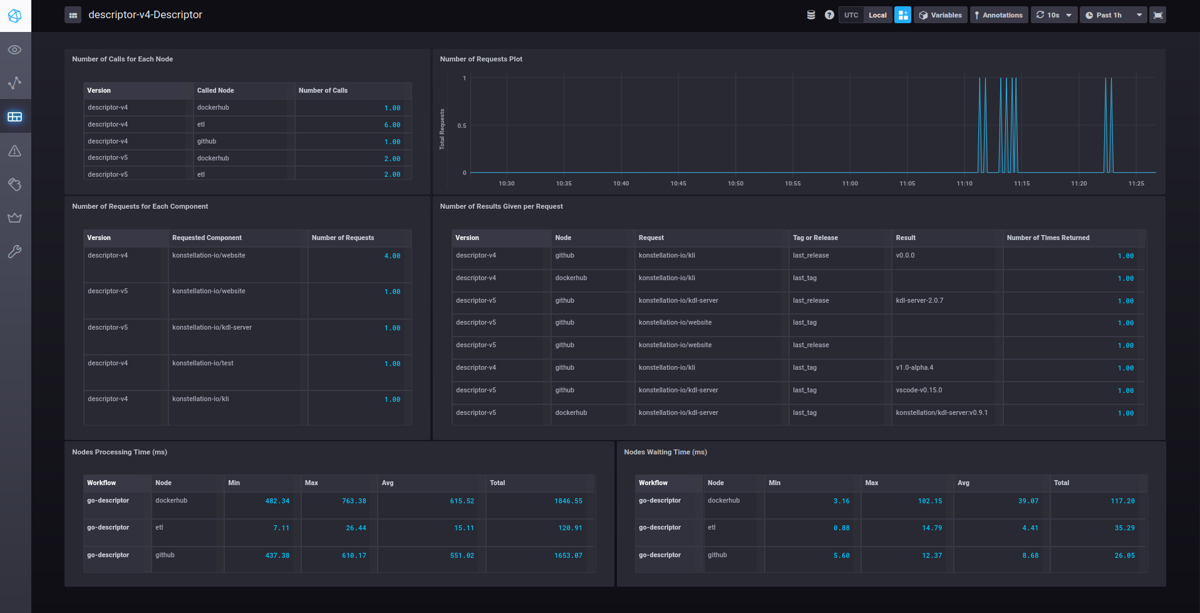 descriptor-v4-Descriptor
UTC Local Variables Annotations 10s Past 1h
Number of Calls for Each Node
Version Called Node Number of Calls
descriptor-v4 dockerhub 1.00
descriptor-v4 etl 6.00
descriptor-v4 github 1.00
descriptor-v5 dockerhub 2.00
descriptor-v5 etl 2.00
Number of Requests Plot
Total Requests
1
0.5
0
10:30 10:35 10:40 10:45 10:50 10:55 11:00 11:05 11:10 11:15 11:20 11:25
Number of Requests for Each Component
Version Requested Component Number of Requests
descriptor-v4 konstellation-io/website 4.00
descriptor-v5 konstellation-io/website 1.00
descriptor-v5 konstellation-io/kdl-server 1.00
descriptor-v4 konstellation-io/test 1.00
descriptor-v4 konstellation-io/kli 1.00
Number of Results Given per Request
Version Node Request Tag or Release Result Number of Times Returned
descriptor-v4 github konstellation-io/kli last_release v0.0.0 1.00
descriptor-v4 dockerhub konstellation-io/kli last_tag 1.00
descriptor-v5 github konstellation-io/kdl-server last_release kdl-server-2.0.7 1.00
descriptor-v5 github konstellation-io/website last_tag 1.00
descriptor-v5 github konstellation-io/website last_release 1.00
descriptor-v4 github konstellation-io/kli last_tag v1.0-alpha.4 1.00
descriptor-v5 github konstellation-io/kdl-server last_tag vscode-v0.15.0 1.00
descriptor-v5 dockerhub konstellation-io/kdl-server last_tag konstellation/kdl-server:v0.9.1 1.00
Nodes Processing Time (ms)
Workflow Node Min Max Avg Total
go-descriptor dockerhub 482.34 763.38 615.52 1846.55
go-descriptor etl 7.11 26.44 15.11 120.91
go-descriptor github 437.38 610.17 551.02 1653.07
Nodes Waiting Time (ms)
Workflow Node Min Max Avg Total
go-descriptor dockerhub 3.16 102.15 39.07 117.20
go-descriptor etl 0.88 14.79 4.41 35.29
go-descriptor github 5.60 12.37 8.68 26.05